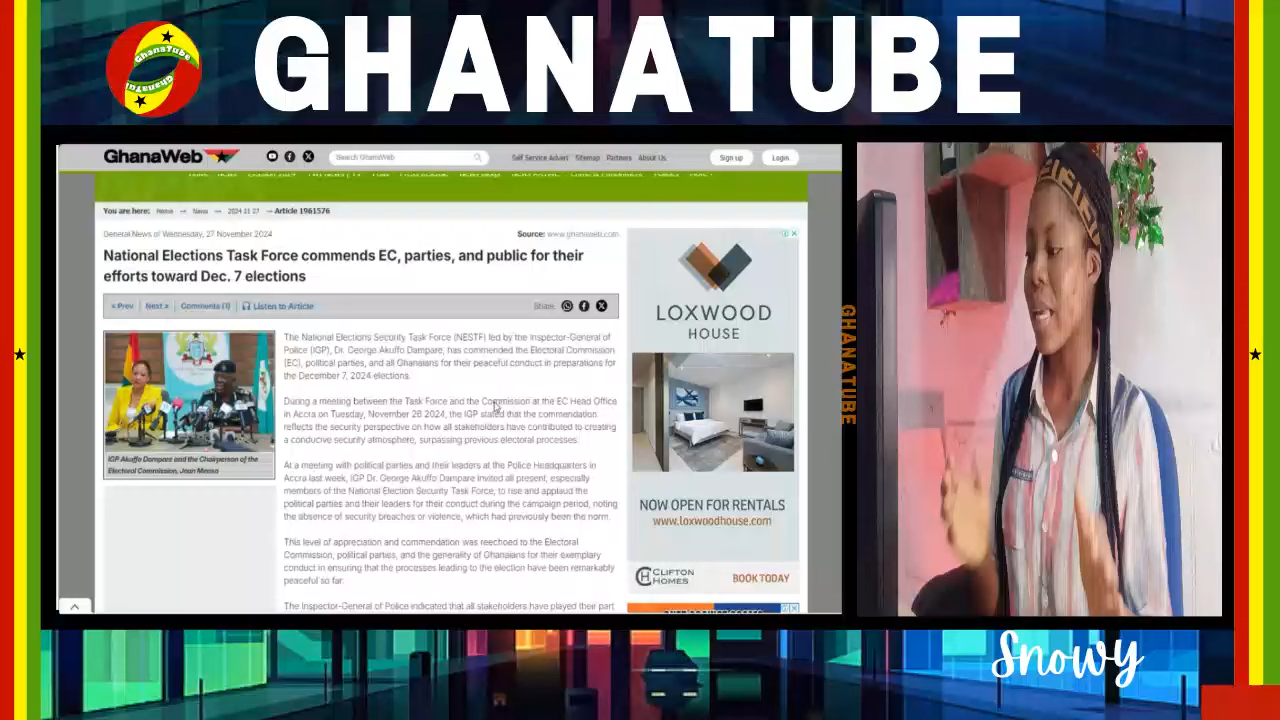 GHANATUBE
GhanaTube
GhanaTube
GhanaWeb
Search GhanaWeb
Self Service Advert Sitemap Partners About Us
Sign up
Login
You are here: Home → News → 2024-11-27 → Article 1961576
General News of Wednesday, 27 November 2024
Source: www.ghanaweb.com
National Elections Task Force commends EC, parties, and public for their
efforts toward Dec. 7 elections
< Prev
Next >
Comments (1)
Listen to Article
Share:
IGP Akuffo Dampare and the Chairperson of the
Electoral Commission, Jean Mensa
The National Elections Security Task Force (NESTF) led by the Inspector-General of
Police (IGP), Dr. George Akuffo Dampare, has commended the Electoral Commission
(EC), political parties, and all Ghanaians for their peaceful conduct in preparations for
the December 7, 2024 elections.
During a meeting between the Task Force and the Commission at the EC Head Office
in Accra on Tuesday, November 26 2024, the IGP stated that the commendation
reflects the security perspective on how all stakeholders have contributed to creating
a conducive security atmosphere, surpassing previous electoral processes.
At a meeting with political parties and their leaders at the Police Headquarters in
Accra last week, IGP Dr. George Akuffo Dampare invited all present, especially
members of the National Election Security Task Force, to rise and applaud the
political parties and their leaders for their conduct during the campaign period, noting
the absence of security breaches or violence, which had previously been the norm.
This level of appreciation and commendation was reechoed to the Electoral
Commission, political parties, and the generality of Ghanaians for their exemplary
conduct in ensuring that the processes leading to the election have been remarkably
peaceful so far.
The Inspector-General of Police indicated that all stakeholders have played their part
LOXWOOD
HOUSE
NOW OPEN FOR RENTALS
www.loxwoodhouse.com
CLIFTON
HOMES
BOOK TODAY
GHANATUBE
Snowy